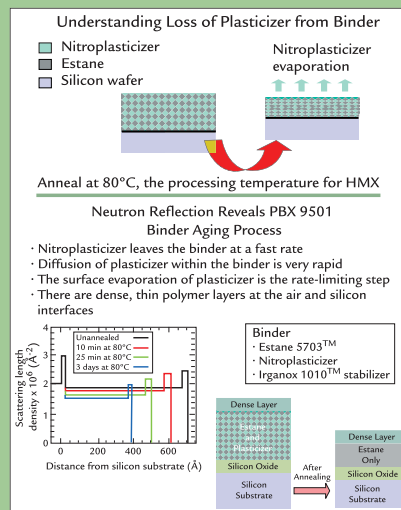 Understanding Loss of Plasticizer from Binder
Nitroplasticizer
Estane
Silicon wafer
Nitroplasticizer
evaporation
Anneal at 80°C, the processing temperature for HMX
Neutron Reflection Reveals PBX 9501
Binder Aging Process
· Nitroplasticizer leaves the binder at a fast rate
· Diffusion of plasticizer within the binder is very rapid
· The surface evaporation of plasticizer is the rate-limiting step
· There are dense, thin polymer layers at the air and silicon
interfaces
Scattering length
density x 10⁶ (Å⁻²)
4
3
2
1
0
Unannealed
10 min at 80°C
25 min at 80°C
3 days at 80°C
0
200
400
600
Distance from silicon substrate (Å)
Binder
· Estane 5703™
· Nitroplasticizer
· Irganox 1010™ stabilizer
Dense Layer
Estane
and
Plasticizer
Silicon Oxide
Silicon
Substrate
After
Annealing
Dense Layer
Estane
Only
Silicon Oxide
Silicon
Substrate